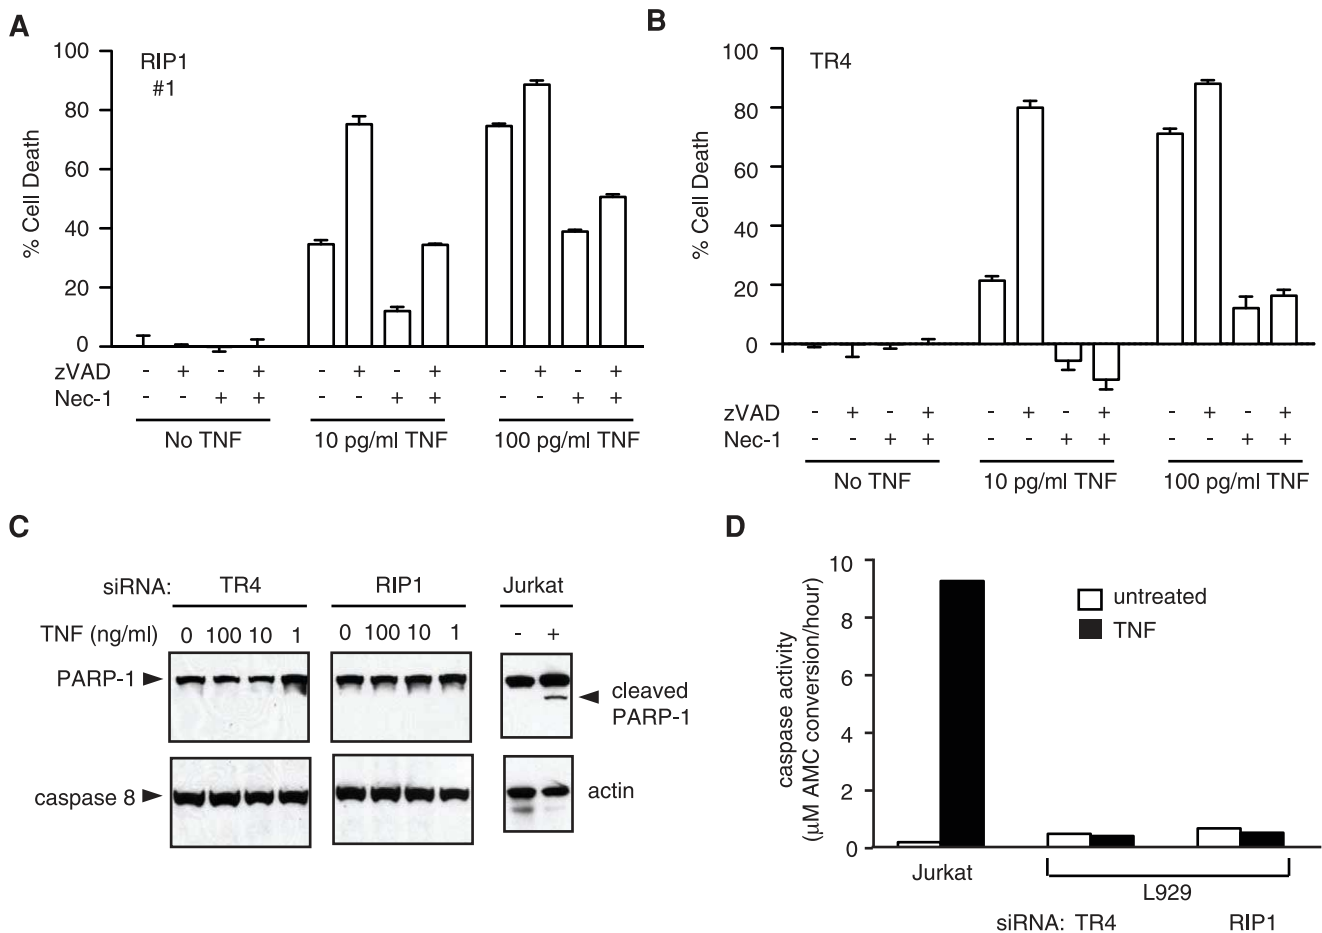 A
100
80
60
40
20
0
% Cell Death
RIP1
#1
zVAD - + - + - + - + - + - +
Nec-1 - - + + - - + + - - + +
No TNF 10 pg/ml TNF 100 pg/ml TNF
B
100
80
60
40
20
0
% Cell Death
TR4
zVAD - + - + - + - + - + - +
Nec-1 - - + + - - + + - - + +
No TNF 10 pg/ml TNF 100 pg/ml TNF
C
siRNA: TR4 RIP1 Jurkat
TNF (ng/ml) 0 100 10 1 0 100 10 1 - +
PARP-1
cleaved
PARP-1
caspase 8
actin
D
10
8
6
4
2
0
caspase activity
(µM AMC conversion/hour)
untreated
TNF
Jurkat
L929
siRNA: TR4 RIP1